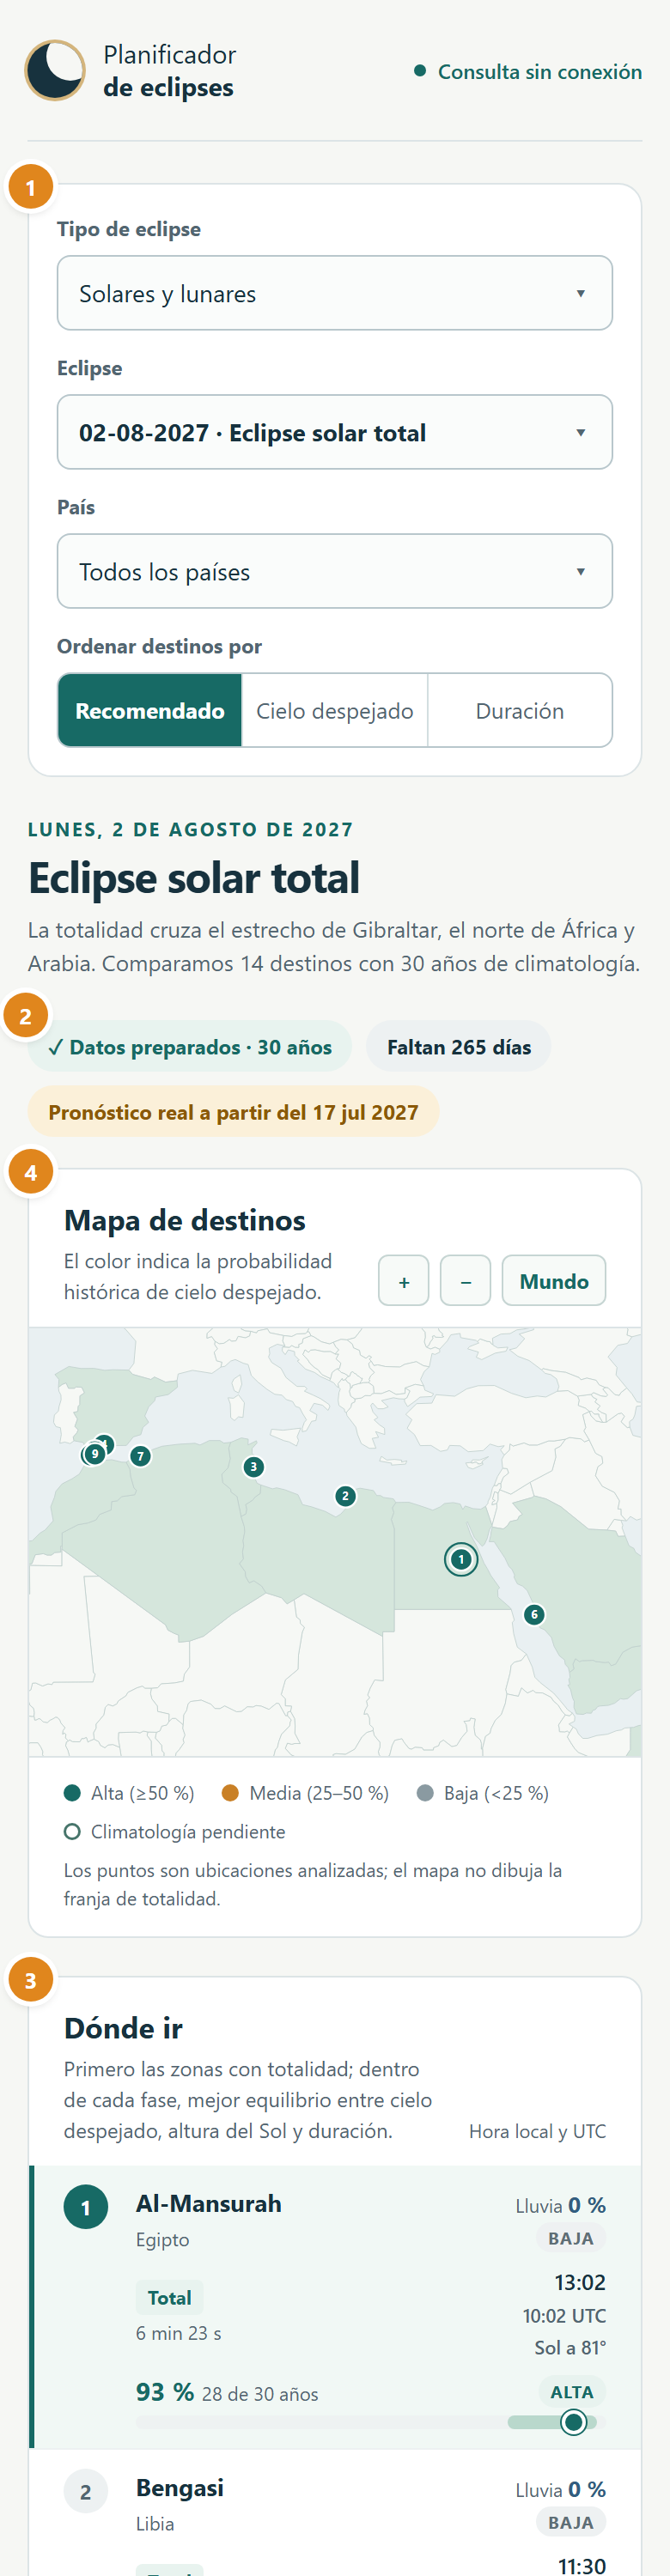 Planificador
de eclipses
Consulta sin conexión
1
Tipo de eclipse
Solares y lunares
Eclipse
02-08-2027 · Eclipse solar total
País
Todos los países
Ordenar destinos por
Recomendado
Cielo despejado
Duración
LUNES, 2 DE AGOSTO DE 2027
Eclipse solar total
La totalidad cruza el estrecho de Gibraltar, el norte de África y
Arabia. Comparamos 14 destinos con 30 años de climatología.
2
✓ Datos preparados · 30 años
Faltan 265 días
Pronóstico real a partir del 17 jul 2027
4
Mapa de destinos
El color indica la probabilidad
histórica de cielo despejado.
+
−
Mundo
9
7
3
2
1
6
Alta (≥50 %)
Media (25–50 %)
Baja (<25 %)
Climatología pendiente
Los puntos son ubicaciones analizadas; el mapa no dibuja la
franja de totalidad.
3
Dónde ir
Primero las zonas con totalidad; dentro
de cada fase, mejor equilibrio entre cielo
despejado, altura del Sol y duración.
Hora local y UTC
1
Al-Mansurah
Lluvia 0 %
Egipto
BAJA
Total
13:02
6 min 23 s
10:02 UTC
Sol a 81°
93 % 28 de 30 años
ALTA
2
Bengasi
Lluvia 0 %
Libia
BAJA
11:30